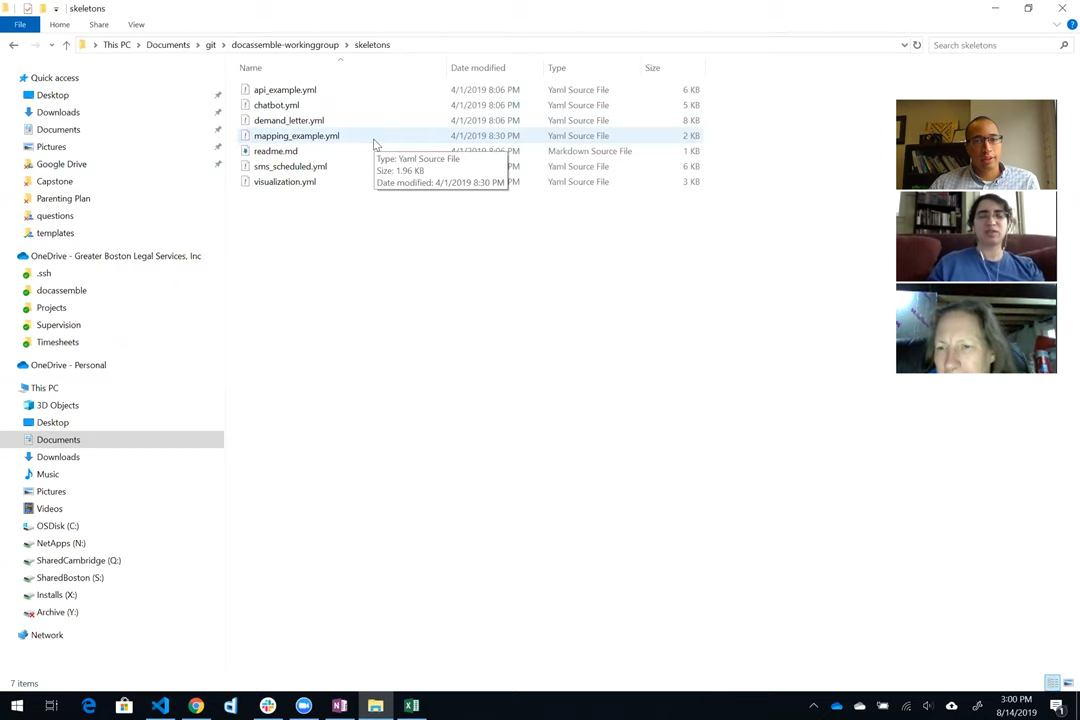 skeletons
File Home Share View
This PC Documents git docassemble-workinggroup skeletons
Search skeletons
Name Date modified Type Size
api_example.yml 4/1/2019 8:06 PM Yaml Source File 6 KB
chatbot.yml 4/1/2019 8:06 PM Yaml Source File 5 KB
demand_letter.yml 4/1/2019 8:06 PM Yaml Source File 8 KB
mapping_example.yml 4/1/2019 8:30 PM Yaml Source File 2 KB
readme.md 4/1/2019 8:06 PM Markdown Source File 1 KB
sms_scheduled.yml PM Yaml Source File 6 KB
visualization.yml PM Yaml Source File 3 KB
Type: Yaml Source File
Size: 1.96 KB
Date modified: 4/1/2019 8:30 PM
Quick access
Desktop
Downloads
Documents
Pictures
Google Drive
Capstone
Parenting Plan
questions
templates
OneDrive - Greater Boston Legal Services, Inc
.ssh
docassemble
Projects
Supervision
Timesheets
OneDrive - Personal
This PC
3D Objects
Desktop
Documents
Downloads
Music
Pictures
Videos
OSDisk (C:)
NetApps (N:)
SharedCambridge (Q:)
SharedBoston (S:)
Installs (X:)
Archive (Y:)
Network
7 items
3:00 PM
8/14/2019